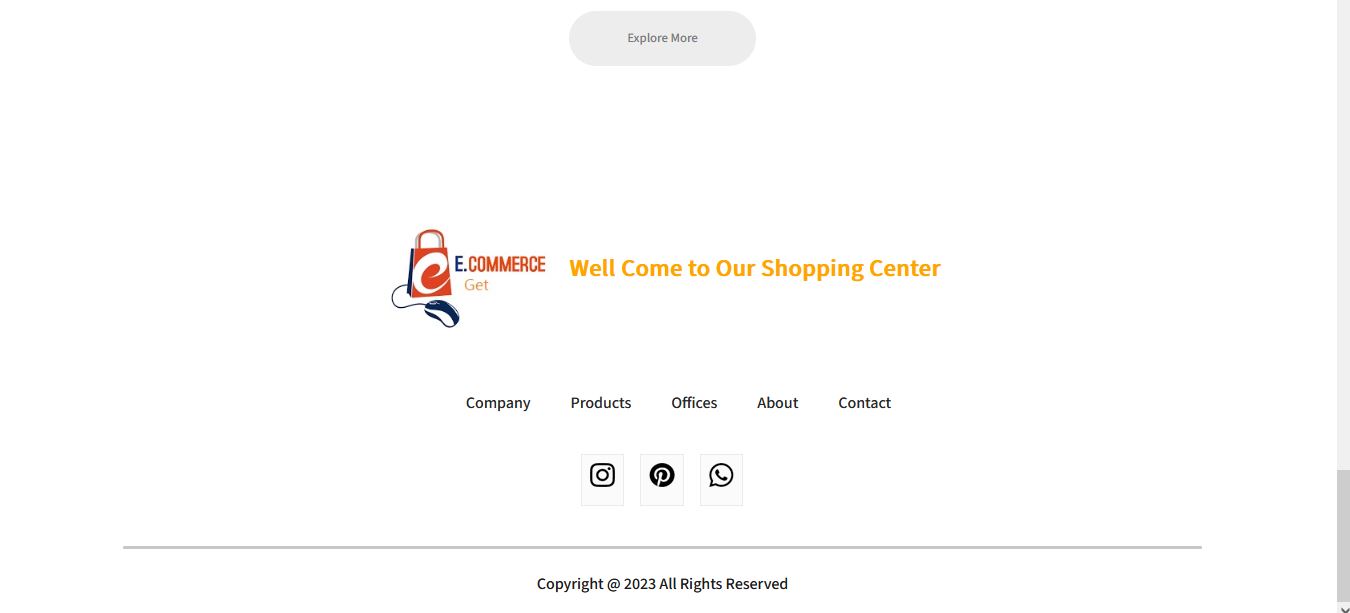 Explore More
E.COMMERCE
Get
Well Come to Our Shopping Center
Company Products Offices About Contact
Copyright @ 2023 All Rights Reserved